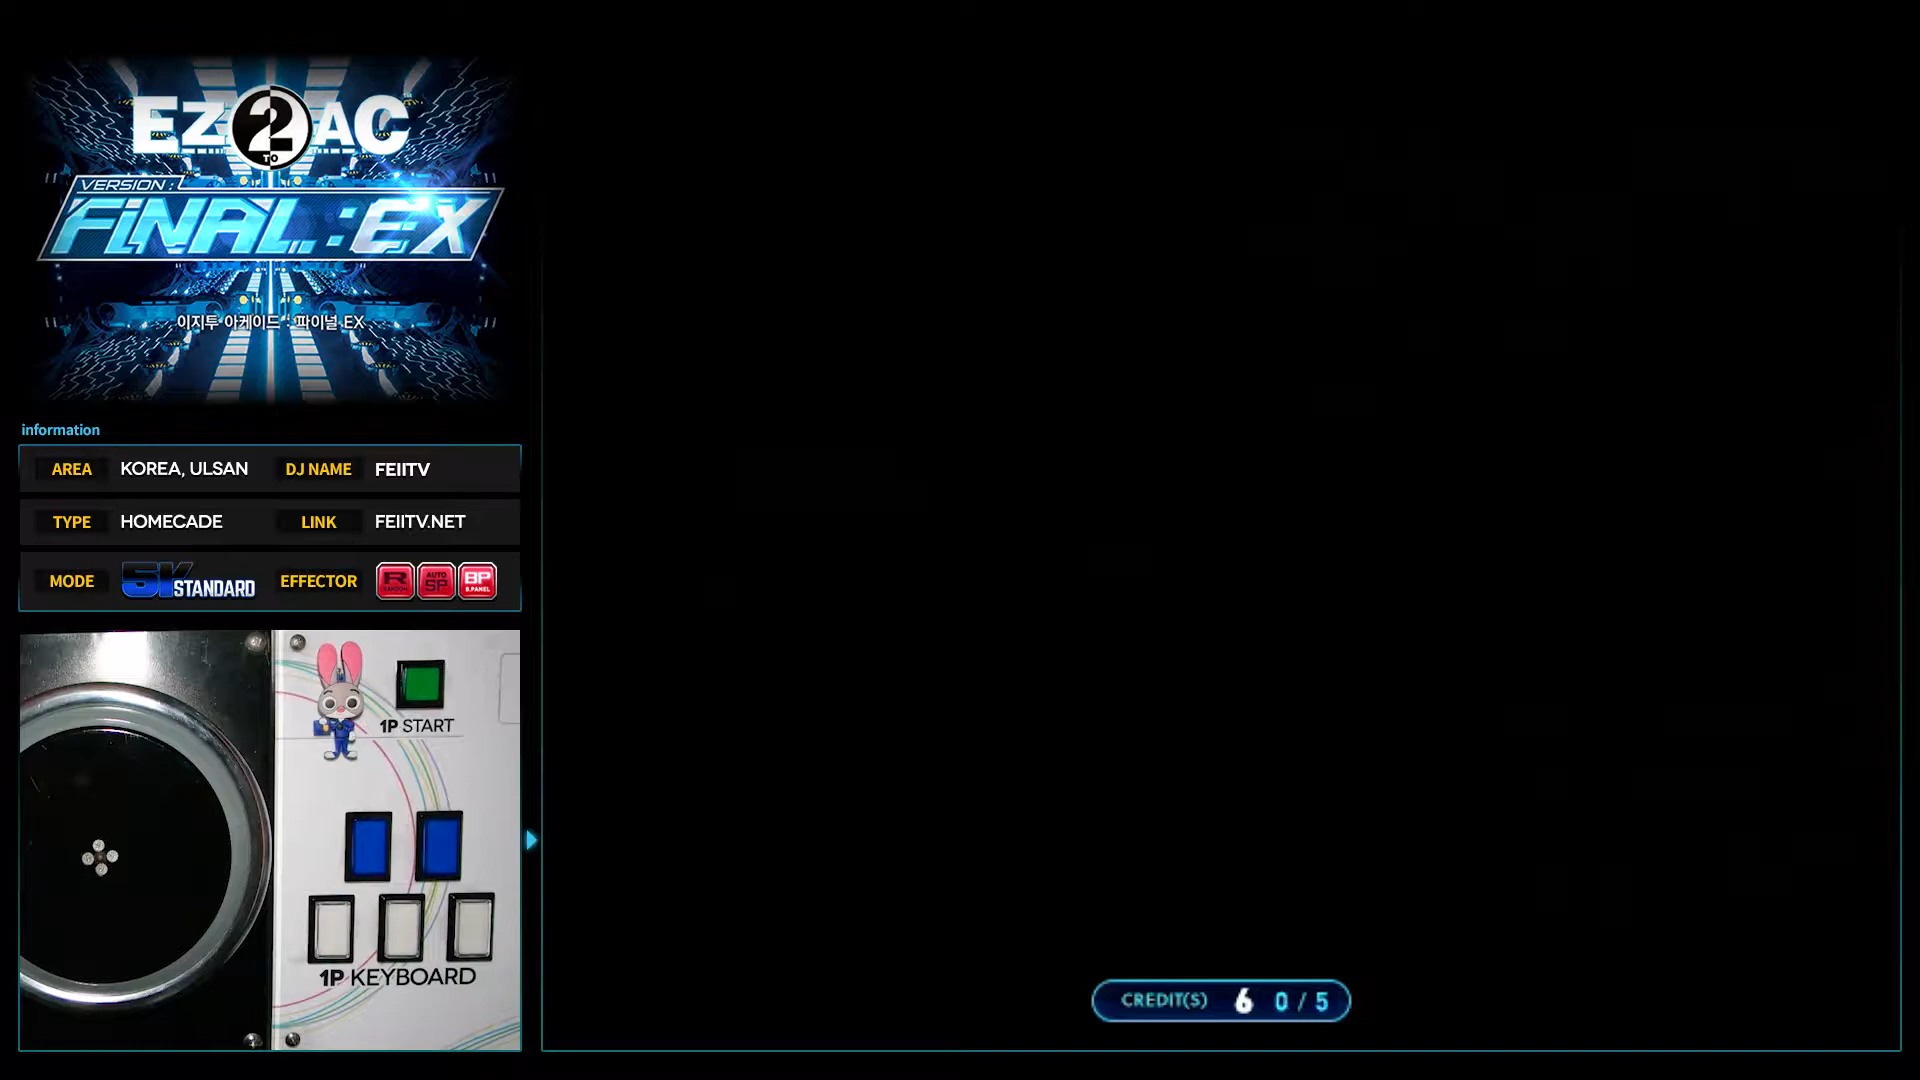 Ez2AC
TO
VERSION :
FiNAL:EX
이지투 아케이드 : 파이널 EX
information
AREA KOREA, ULSAN DJ NAME FEIITV
TYPE HOMECADE LINK FEIITV.NET
MODE 5K STANDARD EFFECTOR R RANDOM AUTO SP BP B.PANEL
1P START
1P KEYBOARD
CREDIT(S) 6 0 / 5